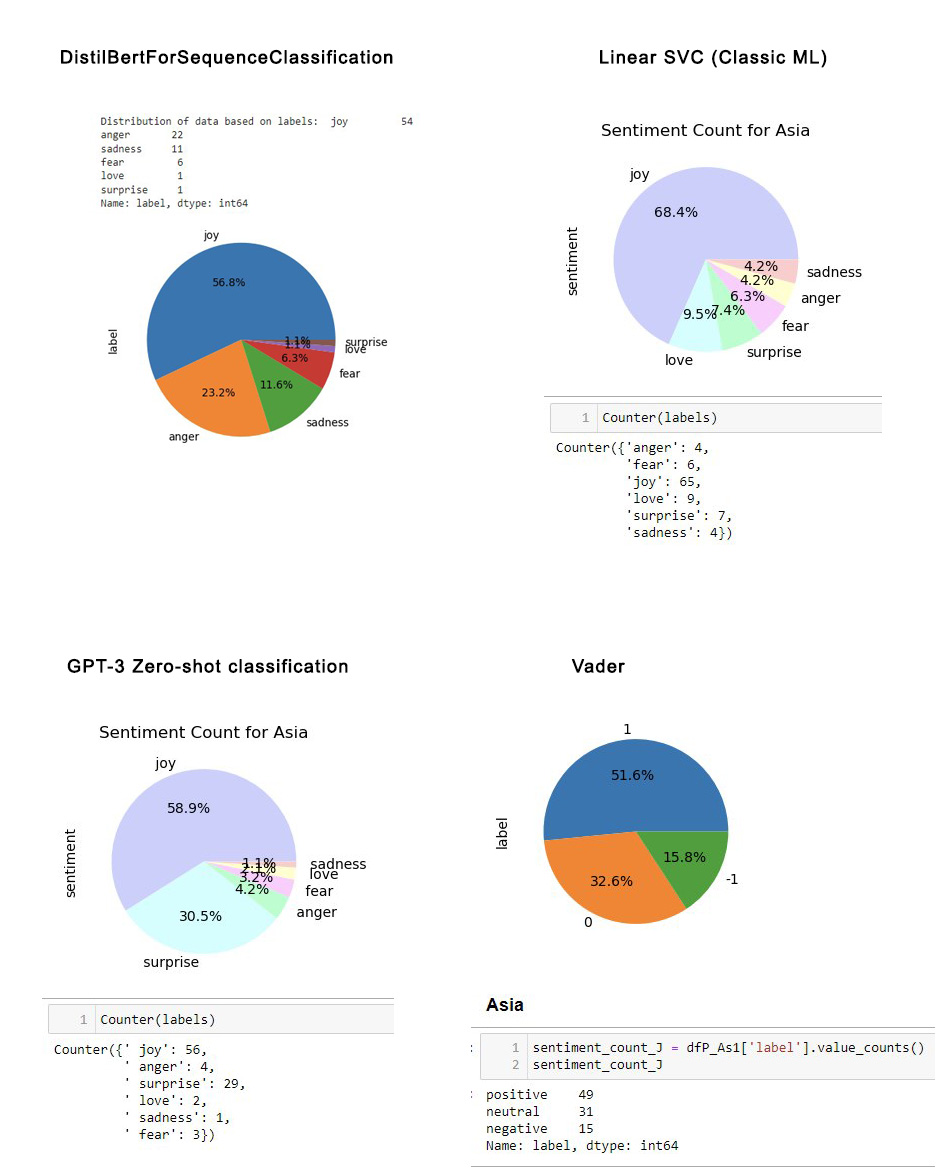 DistilBertForSequenceClassification
Distribution of data based on labels: joy 54
anger 22
sadness 11
fear 6
love 1
surprise 1
Name: label, dtype: int64
joy
56.8%
label
1.1%
surprise
1.1%
love
6.3%
fear
11.6%
23.2%
sadness
anger
Linear SVC (Classic ML)
Sentiment Count for Asia
joy
68.4%
sentiment
4.2%
sadness
4.2%
anger
6.3%
7.4%
9.5%
fear
surprise
love
1 Counter(labels)
Counter({'anger': 4,
'fear': 6,
'joy': 65,
'love': 9,
'surprise': 7,
'sadness': 4})
GPT-3 Zero-shot classification
Sentiment Count for Asia
joy
58.9%
sentiment
1.1%
sadness
2.1%
love
3.2%
fear
4.2%
anger
30.5%
surprise
1 Counter(labels)
Counter({' joy': 56,
' anger': 4,
' surprise': 29,
' love': 2,
' sadness': 1,
' fear': 3})
Vader
1
51.6%
label
15.8%
-1
32.6%
0
Asia
: 1 sentiment_count_J = dfP_As1['label'].value_counts()
2 sentiment_count_J
: positive 49
neutral 31
negative 15
Name: label, dtype: int64